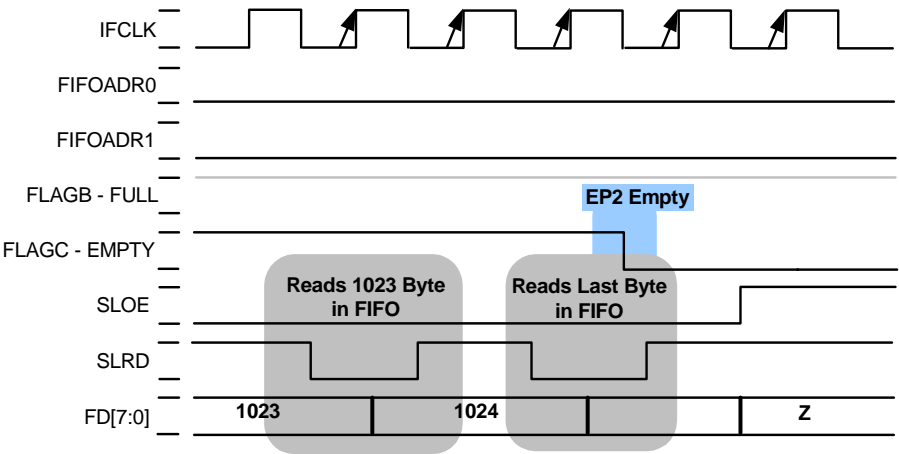 IFCLK
FIFOADR0
FIFOADR1
FLAGB - FULL
EP2 Empty
FLAGC - EMPTY
Reads 1023 Byte
in FIFO
Reads Last Byte
in FIFO
SLOE
SLRD
FD[7:0]
1023
1024
Z